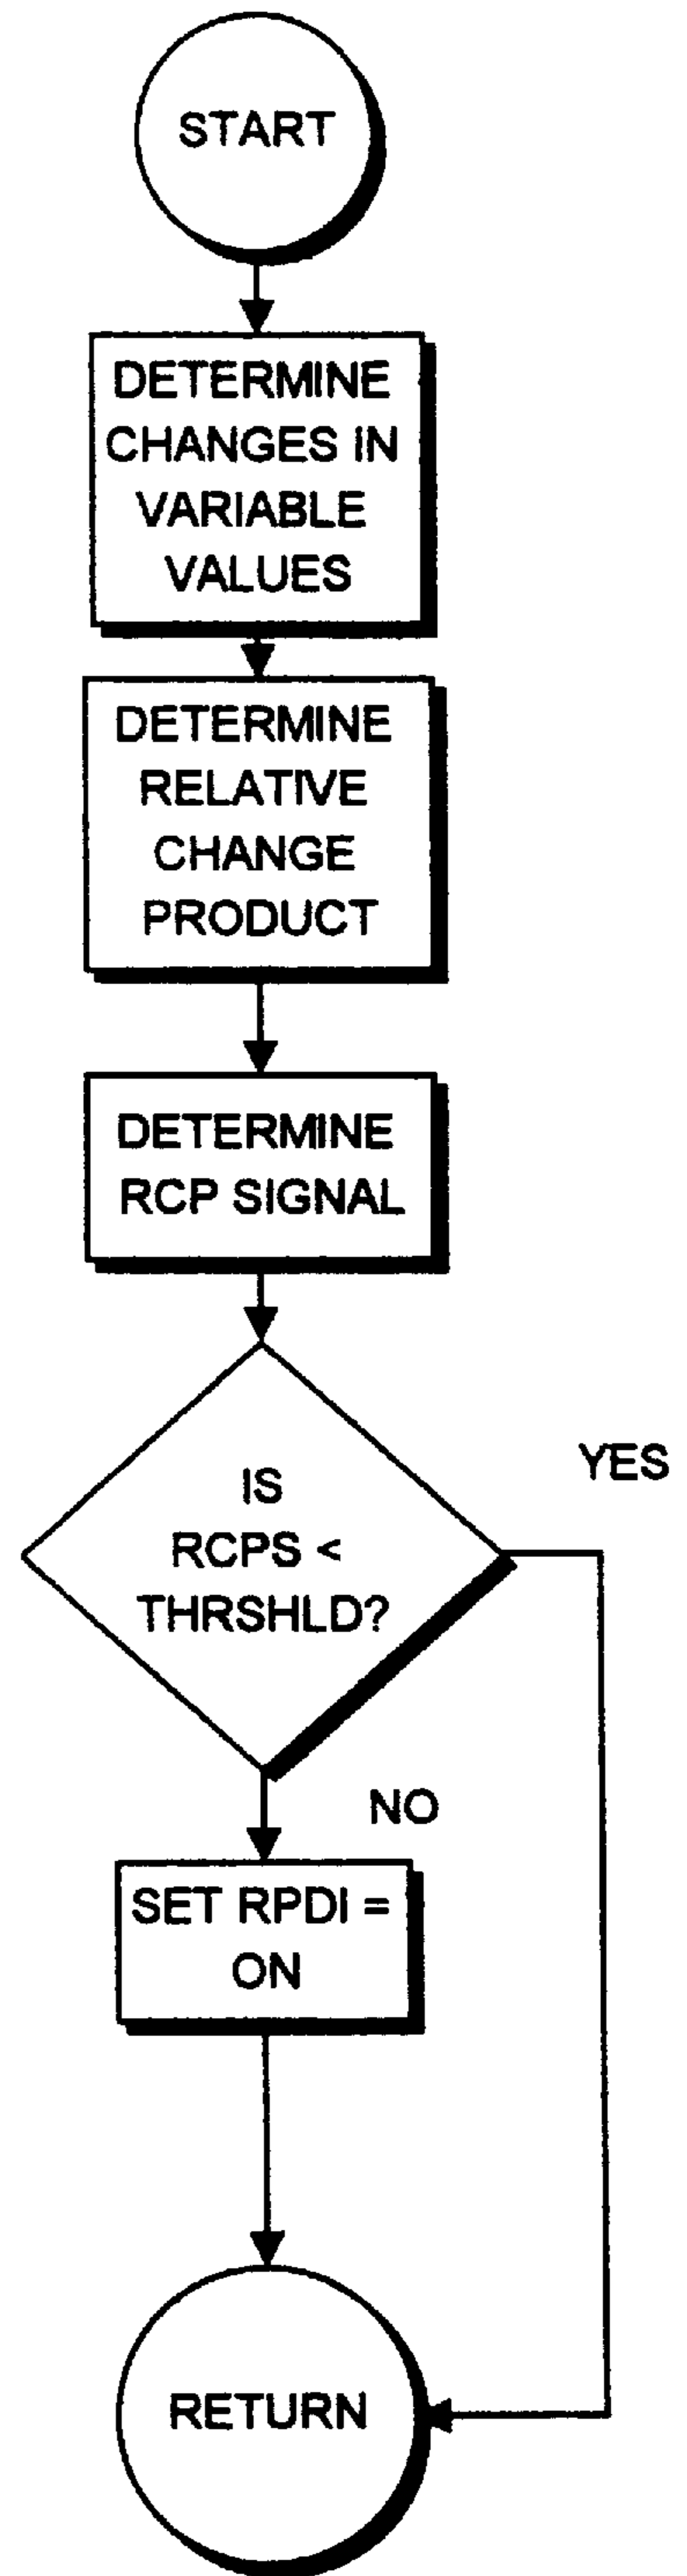 START
DETERMINE
CHANGES IN
VARIABLE
VALUES
DETERMINE
RELATIVE
CHANGE
PRODUCT
DETERMINE
RCP SIGNAL
IS
RCPS <
THRSHLD?
YES
NO
SET RPDI =
ON
RETURN